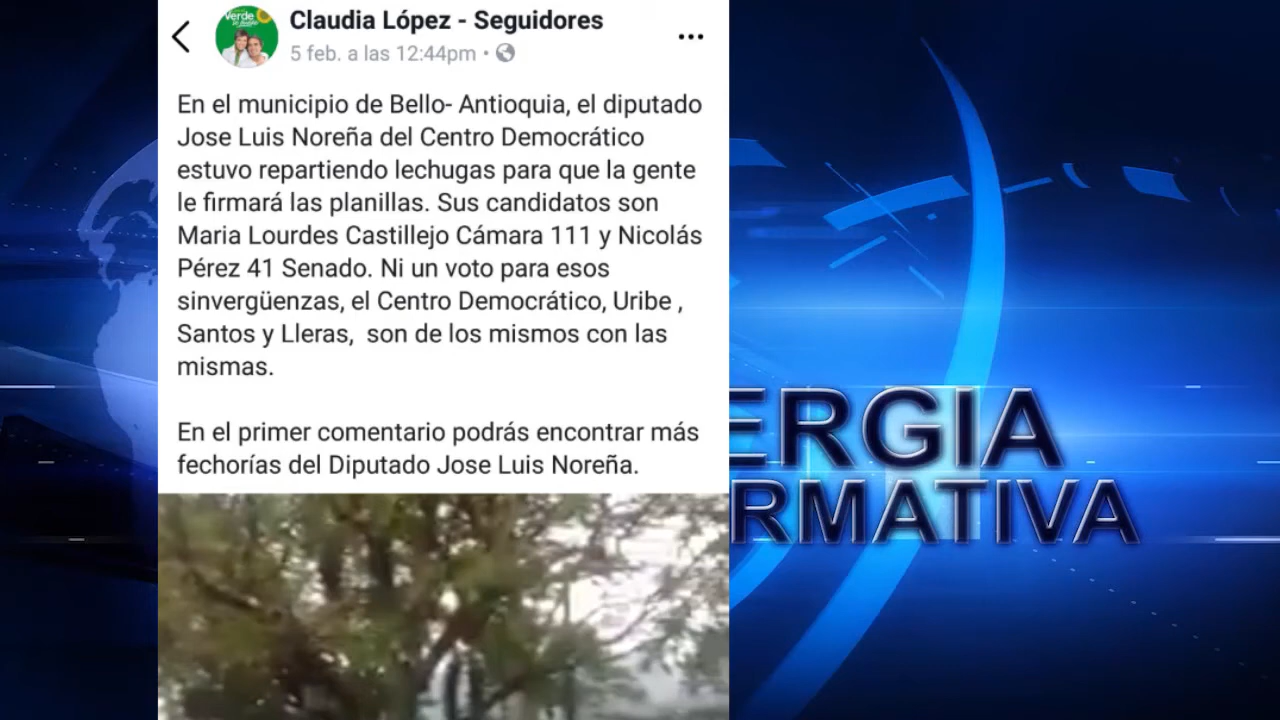 Verde
Claudia López - Seguidores
5 feb. a las 12:44pm •
En el municipio de Bello- Antioquia, el diputado
Jose Luis Noreña del Centro Democrático
estuvo repartiendo lechugas para que la gente
le firmará las planillas. Sus candidatos son
Maria Lourdes Castillejo Cámara 111 y Nicolás
Pérez 41 Senado. Ni un voto para esos
sinvergüenzas, el Centro Democrático, Uribe ,
Santos y Lleras,  son de los mismos con las
mismas.
En el primer comentario podrás encontrar más
fechorías del Diputado Jose Luis Noreña.
ERGIA
RMATIVA